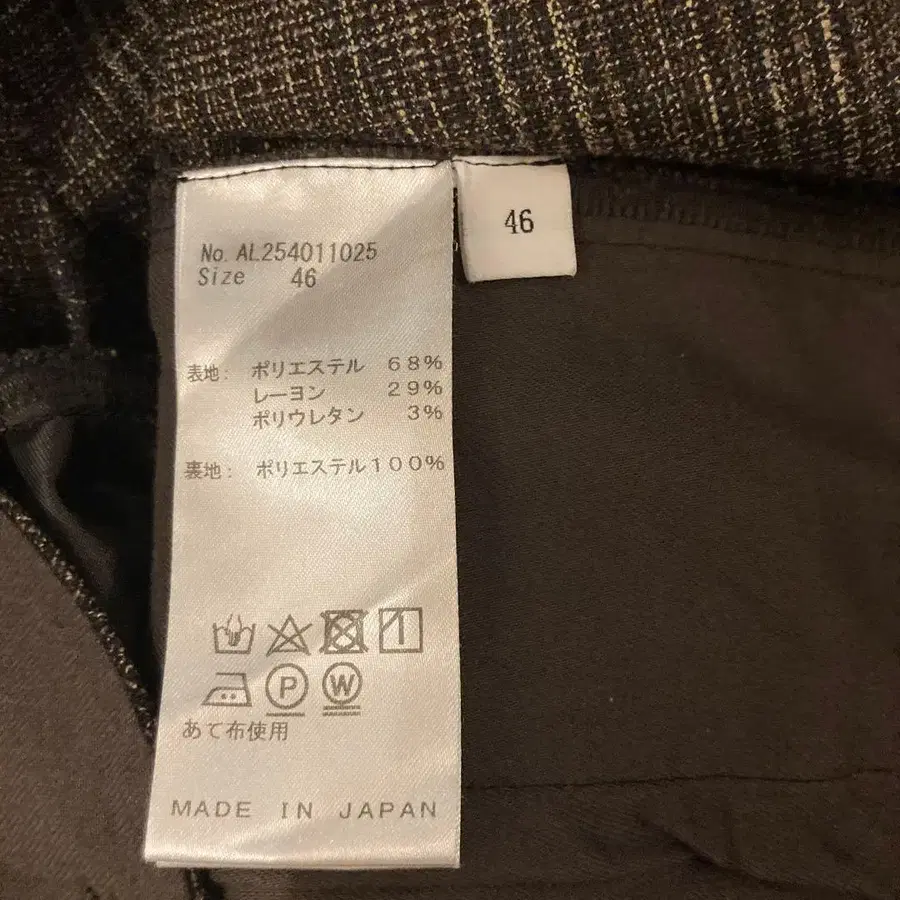 No. AL254011025
Size 46
46
表地: ポリエステル 68%
レーヨン 29%
ポリウレタン 3%
裏地: ポリエステル100%
P W
あて布使用
MADE IN JAPAN